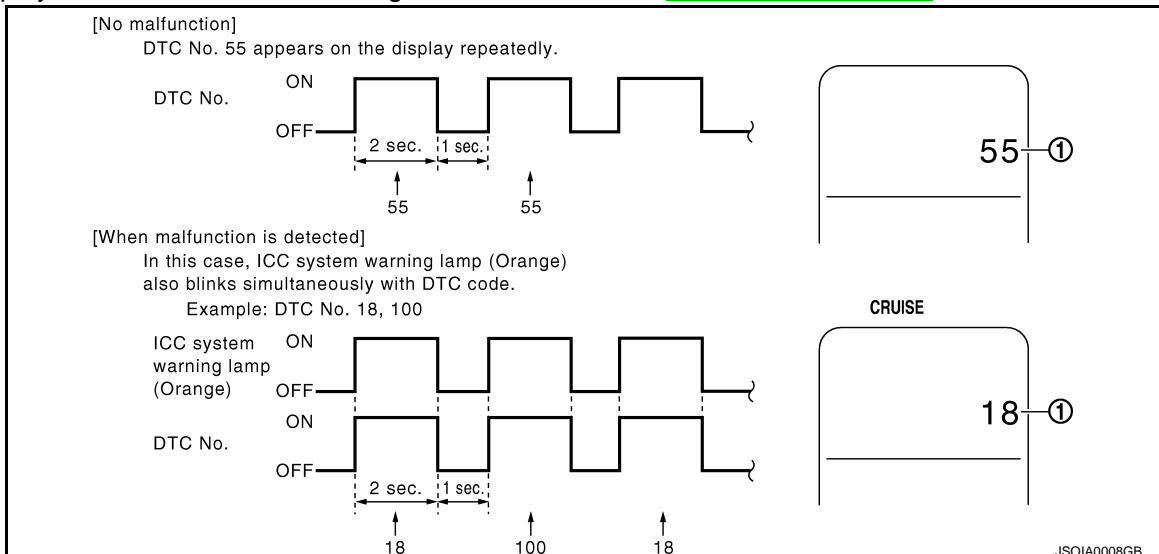 [No malfunction]
DTC No. 55 appears on the display repeatedly.
DTC No.
ON
OFF
2 sec.
1 sec.
55
55
55
①
[When malfunction is detected]
In this case, ICC system warning lamp (Orange)
also blinks simultaneously with DTC code.
Example: DTC No. 18, 100
ICC system
warning lamp
(Orange)
ON
OFF
DTC No.
ON
OFF
2 sec.
1 sec.
18
100
18
CRUISE
18
①
JSOIA0008GB